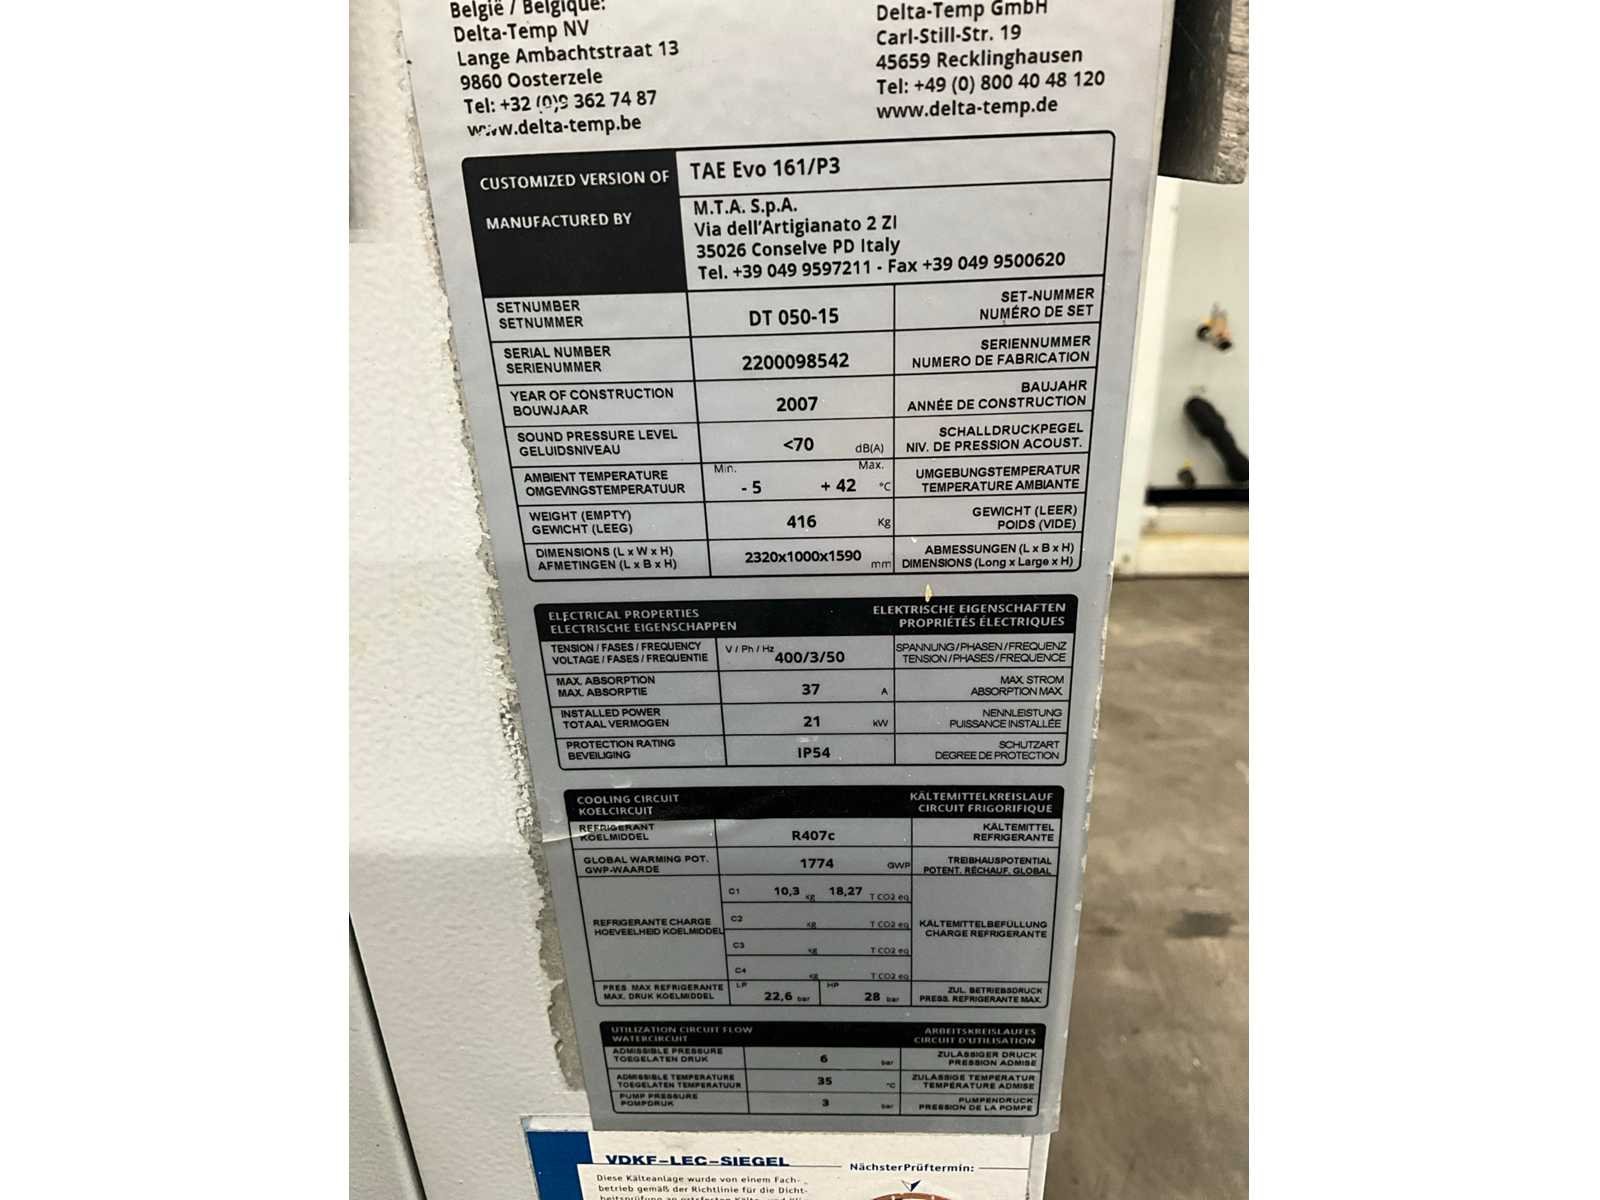 België / Belgique:
Delta-Temp NV
Lange Ambachtstraat 13
9860 Oosterzele
Tel: +32 (0)9 362 74 87
www.delta-temp.be
Delta-Temp GmbH
Carl-Still-Str. 19
45659 Recklinghausen
Tel: +49 (0) 800 40 48 120
www.delta-temp.de
CUSTOMIZED VERSION OF
TAE Evo 161/P3
MANUFACTURED BY
M.T.A. S.p.A.
Via dell'Artigianato 2 ZI
35026 Conselve PD Italy
Tel. +39 049 9597211 - Fax +39 049 9500620
SETNUMBER
SETNUMMER
DT 050-15
SET-NUMMER
NUMÉRO DE SET
SERIAL NUMBER
SERIENUMMER
2200098542
SERIENNUMMER
NUMERO DE FABRICATION
YEAR OF CONSTRUCTION
BOUWJAAR
2007
BAUJAHR
ANNÉE DE CONSTRUCTION
SOUND PRESSURE LEVEL
GELUIDSNIVEAU
<70 dB(A)
SCHALLDRUCKPEGEL
NIV. DE PRESSION ACOUST.
AMBIENT TEMPERATURE
OMGEVINGSTEMPERATUUR
Min. Max.
- 5 + 42 °C
UMGEBUNGSTEMPERATUR
TEMPERATURE AMBIANTE
WEIGHT (EMPTY)
GEWICHT (LEEG)
416 Kg
GEWICHT (LEER)
POIDS (VIDE)
DIMENSIONS (L x W x H)
AFMETINGEN (L x B x H)
2320x1000x1590 mm
ABMESSUNGEN (L x B x H)
DIMENSIONS (Long x Large x H)
ELECTRICAL PROPERTIES
ELECTRISCHE EIGENSCHAPPEN
ELEKTRISCHE EIGENSCHAFTEN
PROPRIÉTÉS ÉLECTRIQUES
TENSION / FASES / FREQUENCY
VOLTAGE / FASES / FREQUENTIE
V / Ph / Hz 400/3/50
SPANNUNG / PHASEN / FREQUENZ
TENSION / PHASES / FREQUENCE
MAX. ABSORPTION
MAX. ABSORPTIE
37 A
MAX. STROM
ABSORPTION MAX.
INSTALLED POWER
TOTAAL VERMOGEN
21 kW
NENNLEISTUNG
PUISSANCE INSTALLÉE
PROTECTION RATING
BEVEILIGING
IP54
SCHUTZART
DEGREE DE PROTECTION
COOLING CIRCUIT
KOELCIRCUIT
KÄLTEMITTELKREISLAUF
CIRCUIT FRIGORIFIQUE
REFRIGERANT
KOELMIDDEL
R407c
KÄLTEMITTEL
REFRIGERANTE
GLOBAL WARMING POT.
GWP-WAARDE
1774 GWP
TREIBHAUSPOTENTIAL
POTENT. RÉCHAUF. GLOBAL
REFRIGERANTE CHARGE
HOEVEELHEID KOELMIDDEL
C1 10,3 kg 18,27 T CO2 eq
C2 kg T CO2 eq
C3 kg T CO2 eq
C4 kg T CO2 eq
KÄLTEMITTELBEFÜLLUNG
CHARGE REFRIGERANTE
PRES. MAX REFRIGERANTE
MAX. DRUK KOELMIDDEL
LP 22,6 bar
HP 28 bar
ZUL. BETRIEBSDRUCK
PRESS. REFRIGERANTE MAX.
UTILIZATION CIRCUIT FLOW
WATERCIRCUIT
ARBEITSKREISLAUFES
CIRCUIT D'UTILISATION
ADMISSIBLE PRESSURE
TOEGELATEN DRUK
6 bar
ZULÄSSIGER DRUCK
PRESSION ADMISE
ADMISSIBLE TEMPERATURE
TOEGELATEN TEMPERATUUR
35 °C
ZULÄSSIGE TEMPERATUR
TEMPÉRATURE ADMISE
PUMP PRESSURE
POMPDRUK
3 bar
PUMPENDRUCK
PRESSION DE LA POMPE
VDKF-LEC-SIEGEL
Diese Kälteanlage wurde von einem Fach-
betrieb gemäß der Richtlinie für die Dicht-
Nächster Prüftermin: